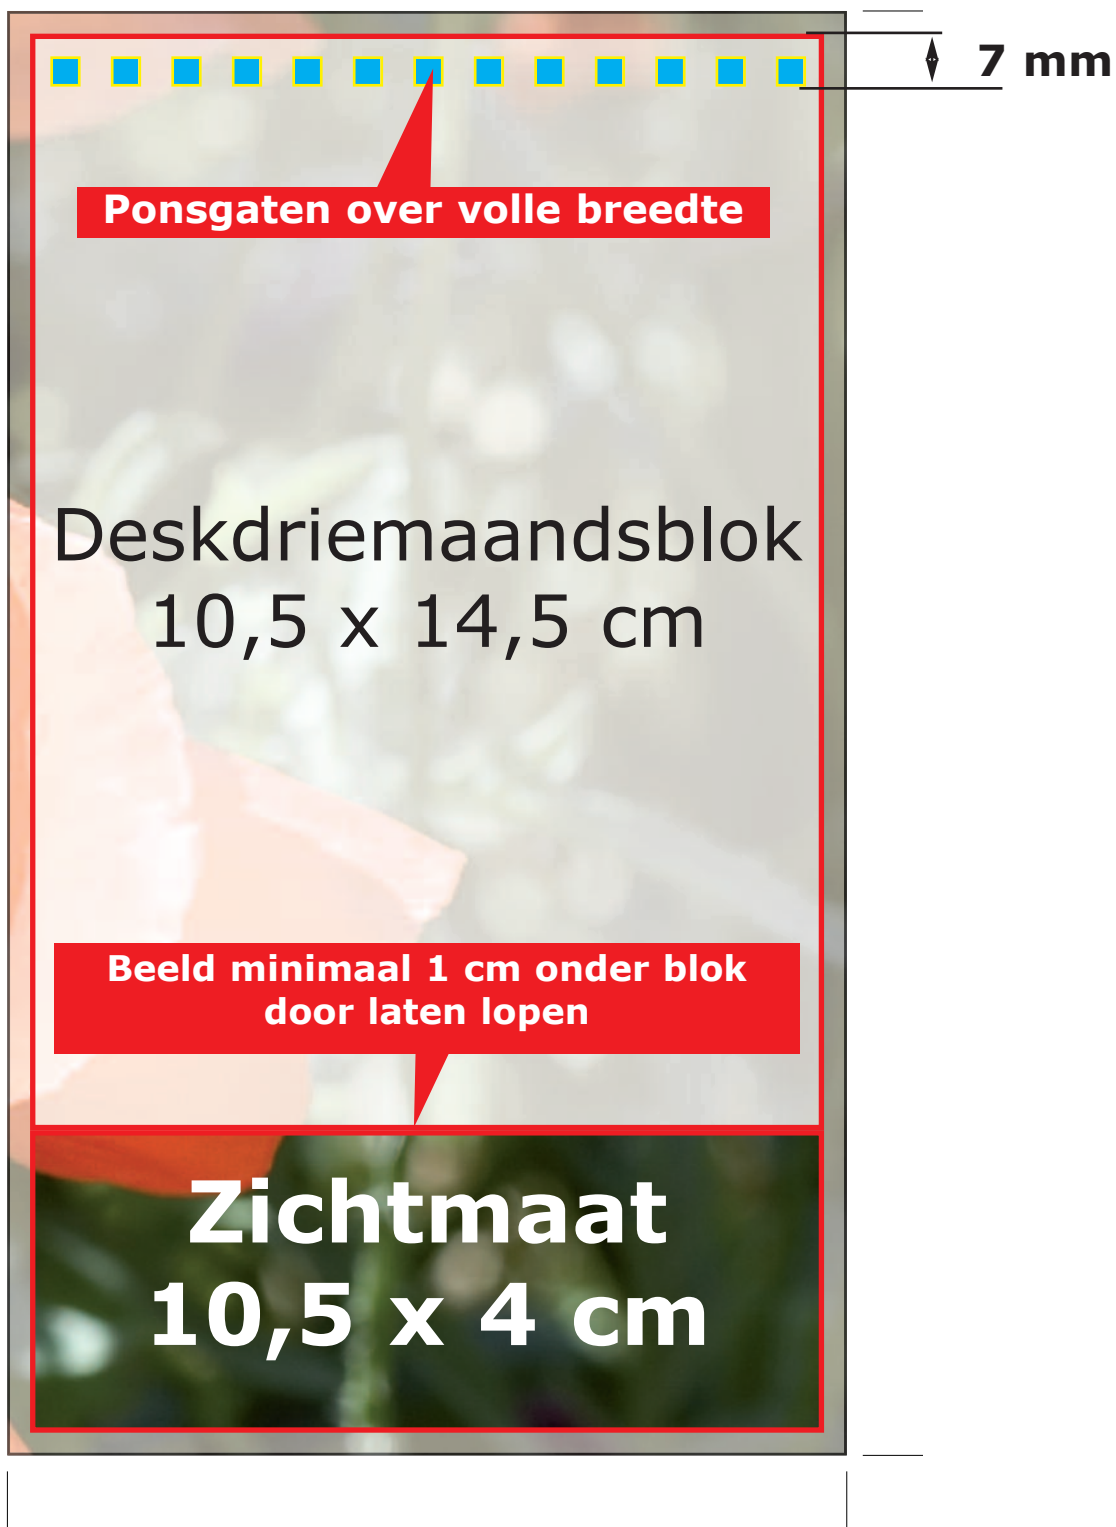 7 mm
Ponsgaten over volle breedte
Deskdriemaandsblok
10,5 x 14,5 cm
Beeld minimaal 1 cm onder blok
door laten lopen
Zichtmaat
10,5 x 4 cm